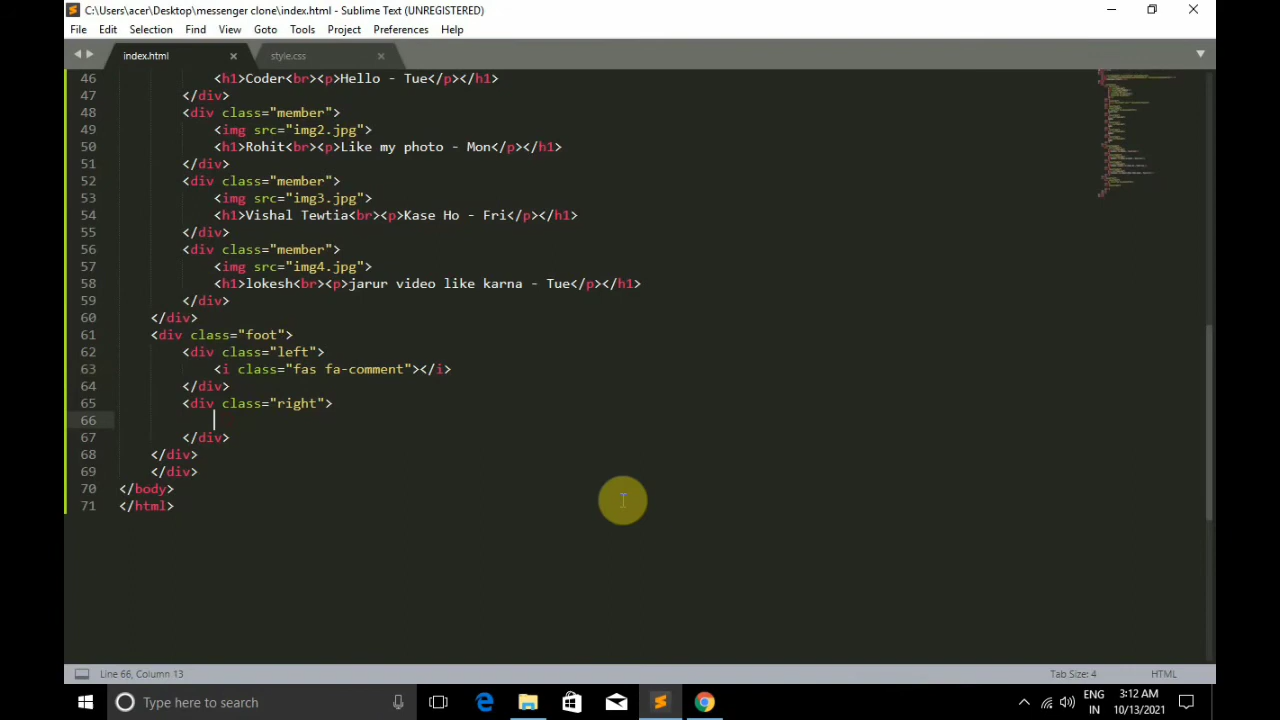 C:\Users\acer\Desktop\messenger clone\index.html - Sublime Text (UNREGISTERED)
File Edit Selection Find View Goto Tools Project Preferences Help
index.html style.css
46 <h1>Coder<br><p>Hello - Tue</p></h1>
47 </div>
48 <div class="member">
49 <img src="img2.jpg">
50 <h1>Rohit<br><p>Like my photo - Mon</p></h1>
51 </div>
52 <div class="member">
53 <img src="img3.jpg">
54 <h1>Vishal Tewtia<br><p>Kase Ho - Fri</p></h1>
55 </div>
56 <div class="member">
57 <img src="img4.jpg">
58 <h1>lokesh<br><p>jarur video like karna - Tue</p></h1>
59 </div>
60 </div>
61 <div class="foot">
62 <div class="left">
63 <i class="fas fa-comment"></i>
64 </div>
65 <div class="right">
66
67 </div>
68 </div>
69 </div>
70 </body>
71 </html>
Line 66, Column 13 Tab Size: 4 HTML
Type here to search
ENG 3:12 AM
IN 10/13/2021